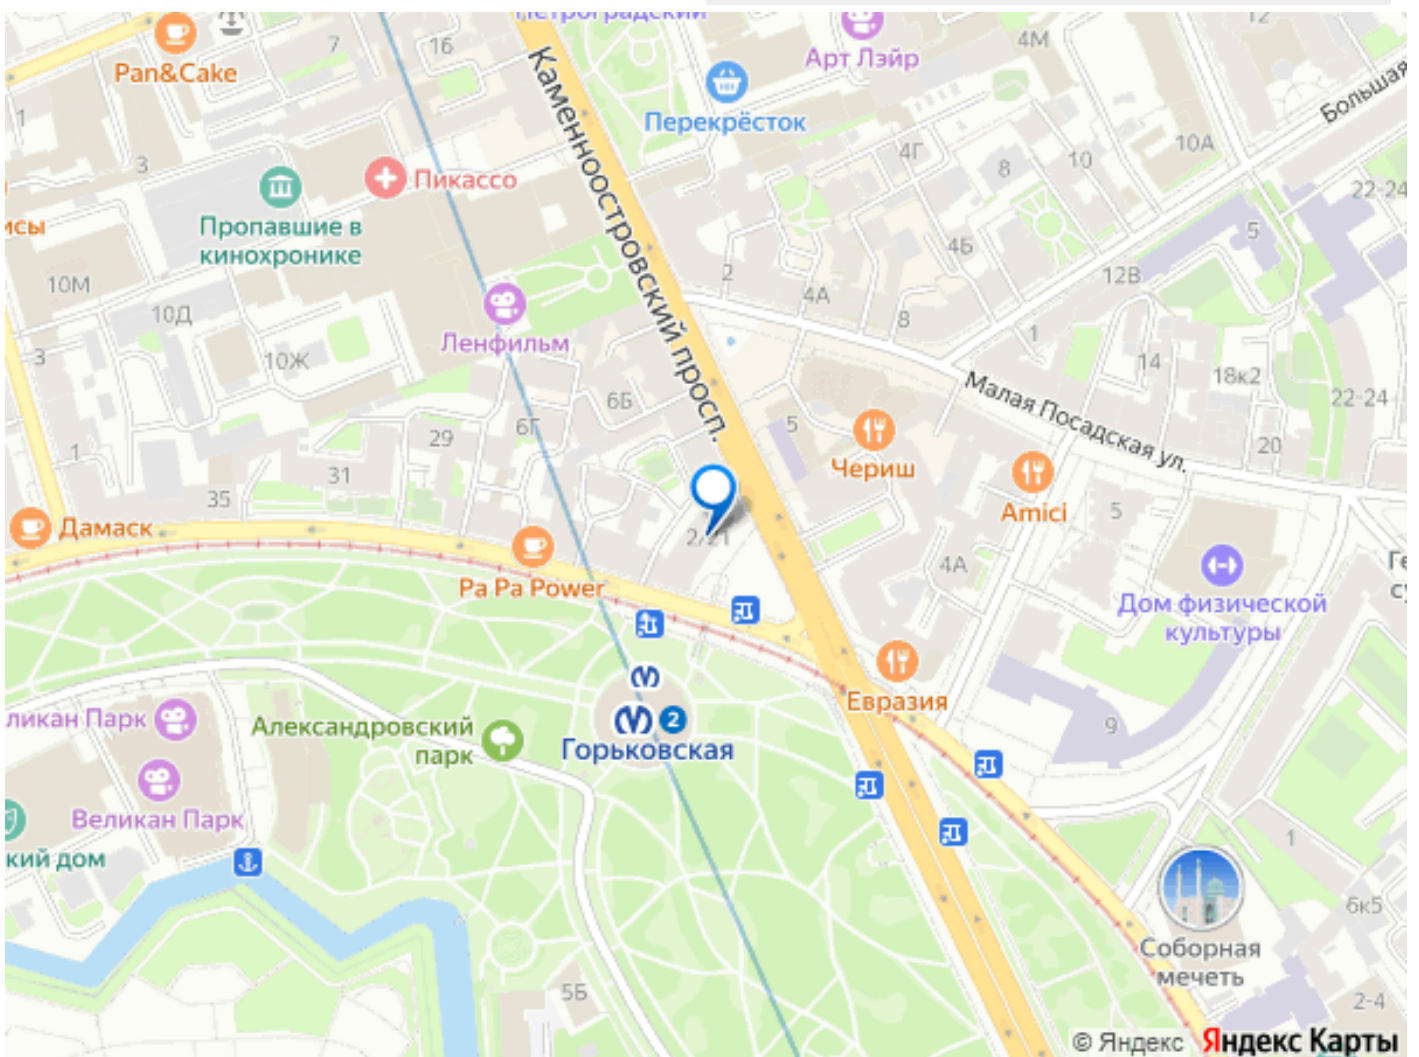 Петроградский
12
Pan&Cake
7
16
Арт Лэйр
4М
Большая
Перекрёсток
1
3
4Г
8
10
10А
Каменноостровский просп.
Пикассо
22-24
Пропавшие в
кинохронике
исы
5
4Б
10М
2
12В
4А
10Д
8
1
Ленфильм
3
10Ж
14
18к2
Малая Посадская ул.
22-24
6Б
6Г
29
5
Чериш
1
31
20
35
Amici
5
Дамаск
2/21
4А
Pa Pa Power
Дом физической
культуры
Евразия
ликан Парк
Александровский
парк
2
Горьковская
9
Великан Парк
кий дом
1
6к5
Соборная
мечеть
5Б
2-4
© Яндекс Яндекс Карты